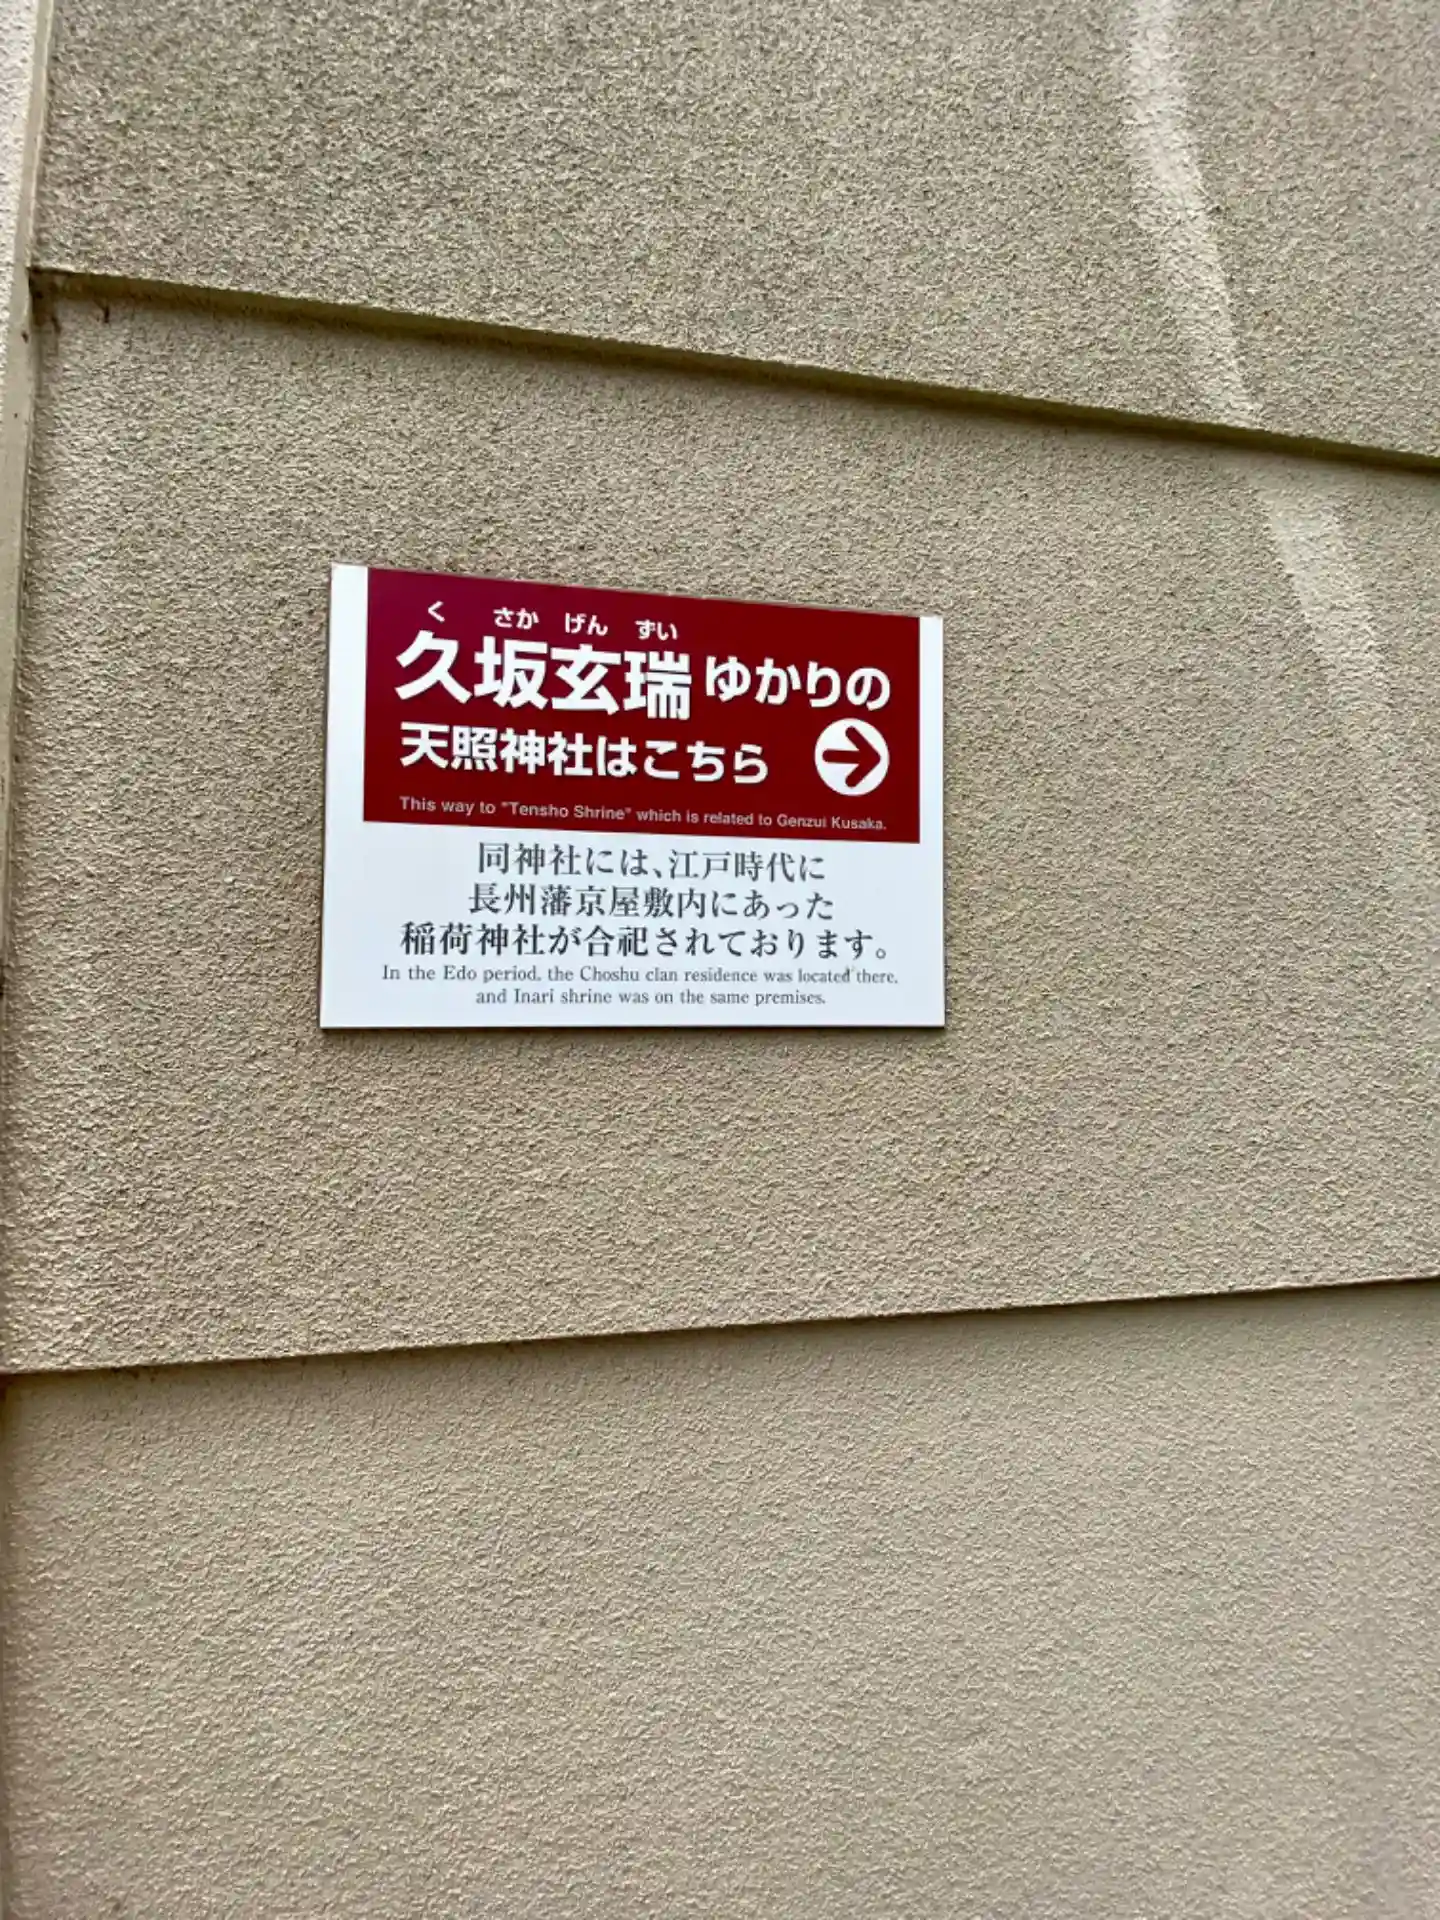 く さか げん ずい
久坂玄瑞ゆかりの
天照神社はこちら
This way to "Tensho Shrine" which is related to Genzui Kusaka.
同神社には、江戸時代に
長州藩京屋敷内にあった
稲荷神社が合祀されております。
In the Edo period, the Choshu clan residence was located there,
and Inari shrine was on the same premises.